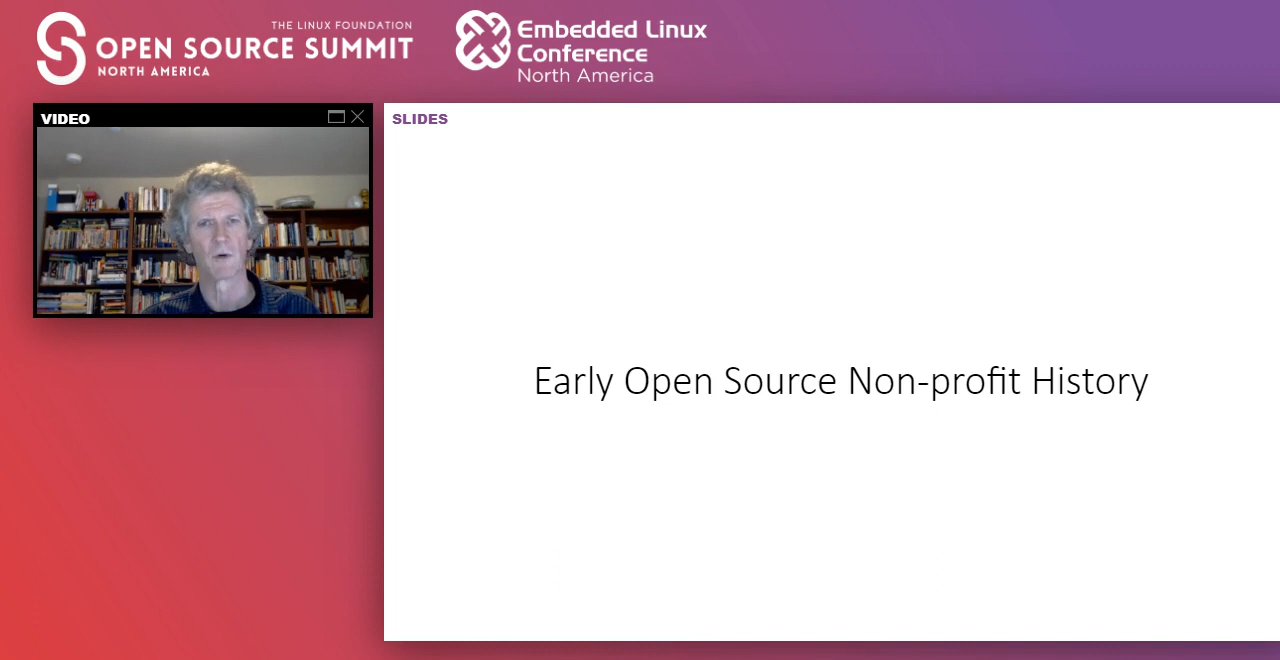 THE LINUX FOUNDATION
OPEN SOURCE SUMMIT
NORTH AMERICA
Embedded Linux
Conference
North America
VIDEO
SLIDES
Early Open Source Non-profit History